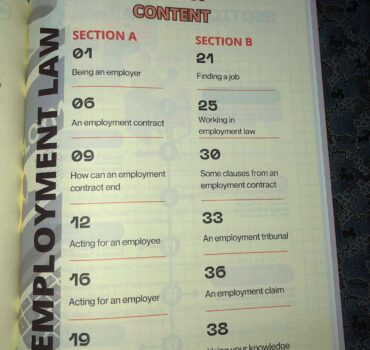 CONTENT
EMPLOYMENT LAW
SECTION A
01
Being an employer
06
An employment contract
09
How can an employment
contract end
12
Acting for an employee
16
Acting for an employer
19
SECTION B
21
Finding a job
25
Working in
employment law
30
Some clauses from an
employment contract
33
An employment tribunal
36
An employment claim
38
your knowledge